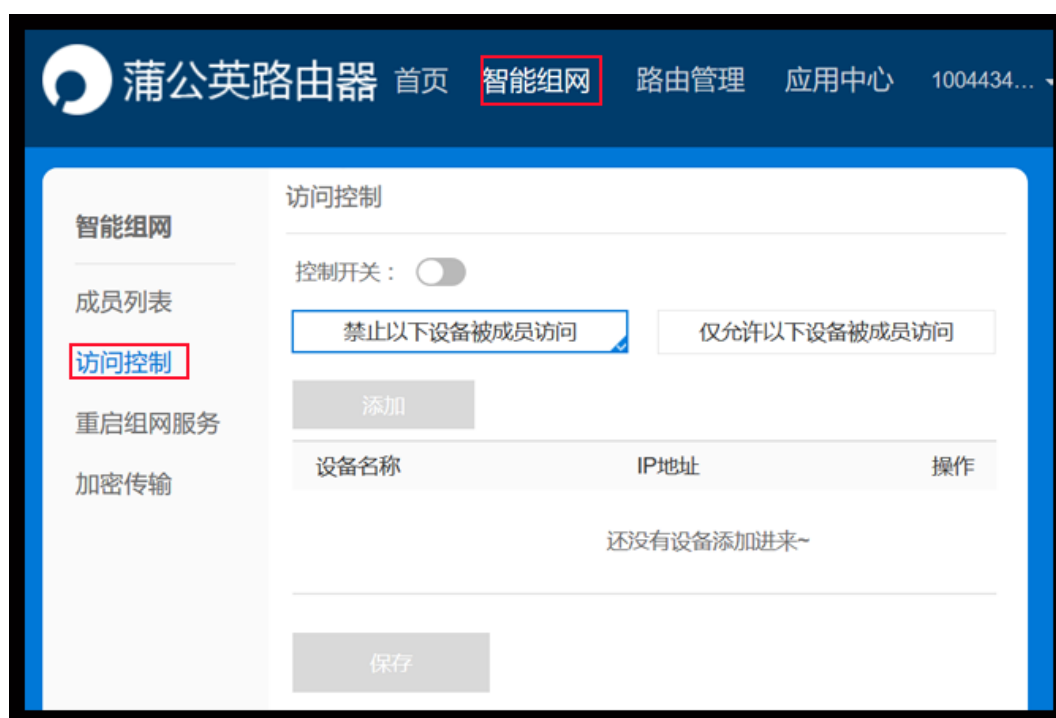 蒲公英路由器 首页 智能组网 路由管理 应用中心 1004434...
智能组网
成员列表
访问控制
重启组网服务
加密传输
访问控制
控制开关：
禁止以下设备被成员访问 仅允许以下设备被成员访问
添加
设备名称 IP地址 操作
还没有设备添加进来~
保存